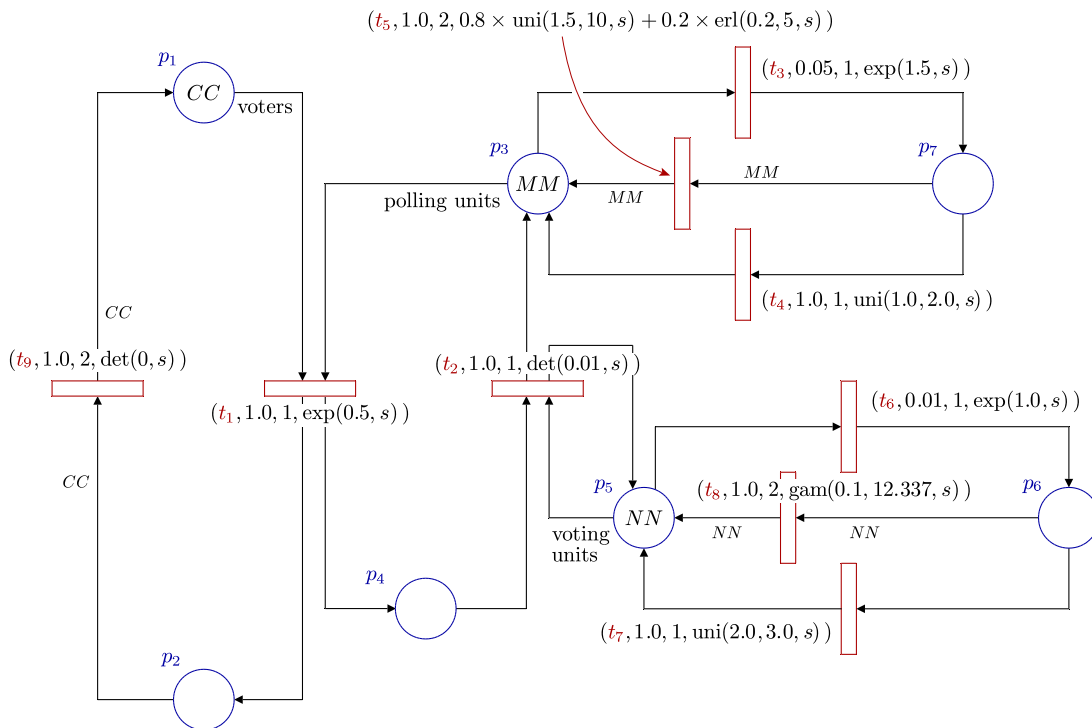 (t₅, 1.0, 2, 0.8 × uni(1.5, 10, s) + 0.2 × erl(0.2, 5, s))
p₁
CC
voters
(t₃, 0.05, 1, exp(1.5, s))
p₃
MM
polling units
MM
MM
p₇
(t₄, 1.0, 1, uni(1.0, 2.0, s))
CC
(t₉, 1.0, 2, det(0, s))
(t₂, 1.0, 1, det(0.01, s))
(t₁, 1.0, 1, exp(0.5, s))
(t₆, 0.01, 1, exp(1.0, s))
CC
p₅
NN
(t₈, 1.0, 2, gam(0.1, 12.337, s))
p₆
voting
units
NN
NN
p₄
(t₇, 1.0, 1, uni(2.0, 3.0, s))
p₂